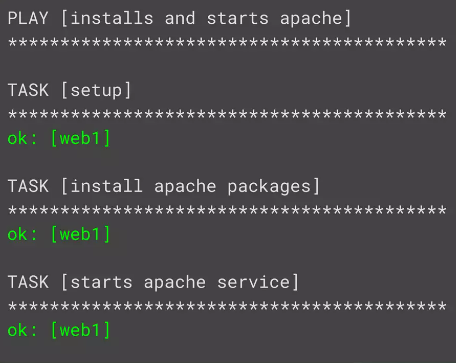 PLAY [installs and starts apache]
******************************************
TASK [setup]
******************************************
ok: [web1]
TASK [install apache packages]
******************************************
ok: [web1]
TASK [starts apache service]
******************************************
ok: [web1]